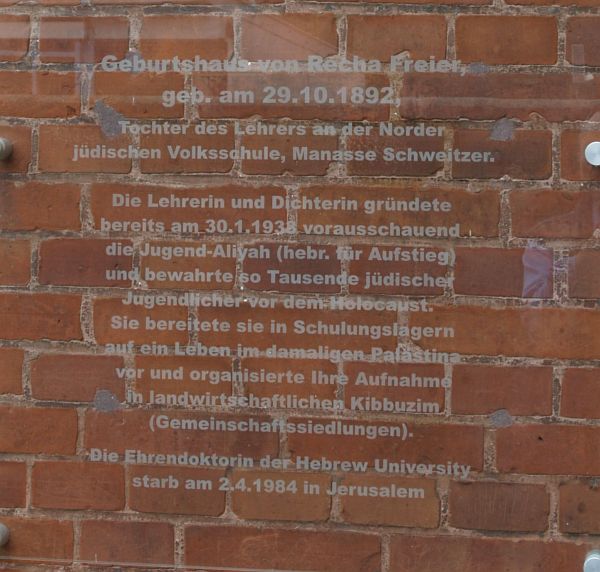 Geburtshaus von Recha Freier,
geb. am 29.10.1892,
Tochter des Lehrers an der Norder
jüdischen Volksschule, Manasse Schweitzer.
Die Lehrerin und Dichterin gründete
bereits am 30.1.1933 vorausschauend
die Jugend-Aliyah (hebr. für Aufstieg)
und bewahrte so Tausende jüdischer
Jugendlicher vor dem Holocaust.
Sie bereitete sie in Schulungslagern
auf ein Leben im damaligen Palästina
vor und organisierte Ihre Aufnahme
in landwirtschaftlichen Kibbuzim
(Gemeinschaftssiedlungen).
Die Ehrendoktorin der Hebrew University
starb am 2.4.1984 in Jerusalem